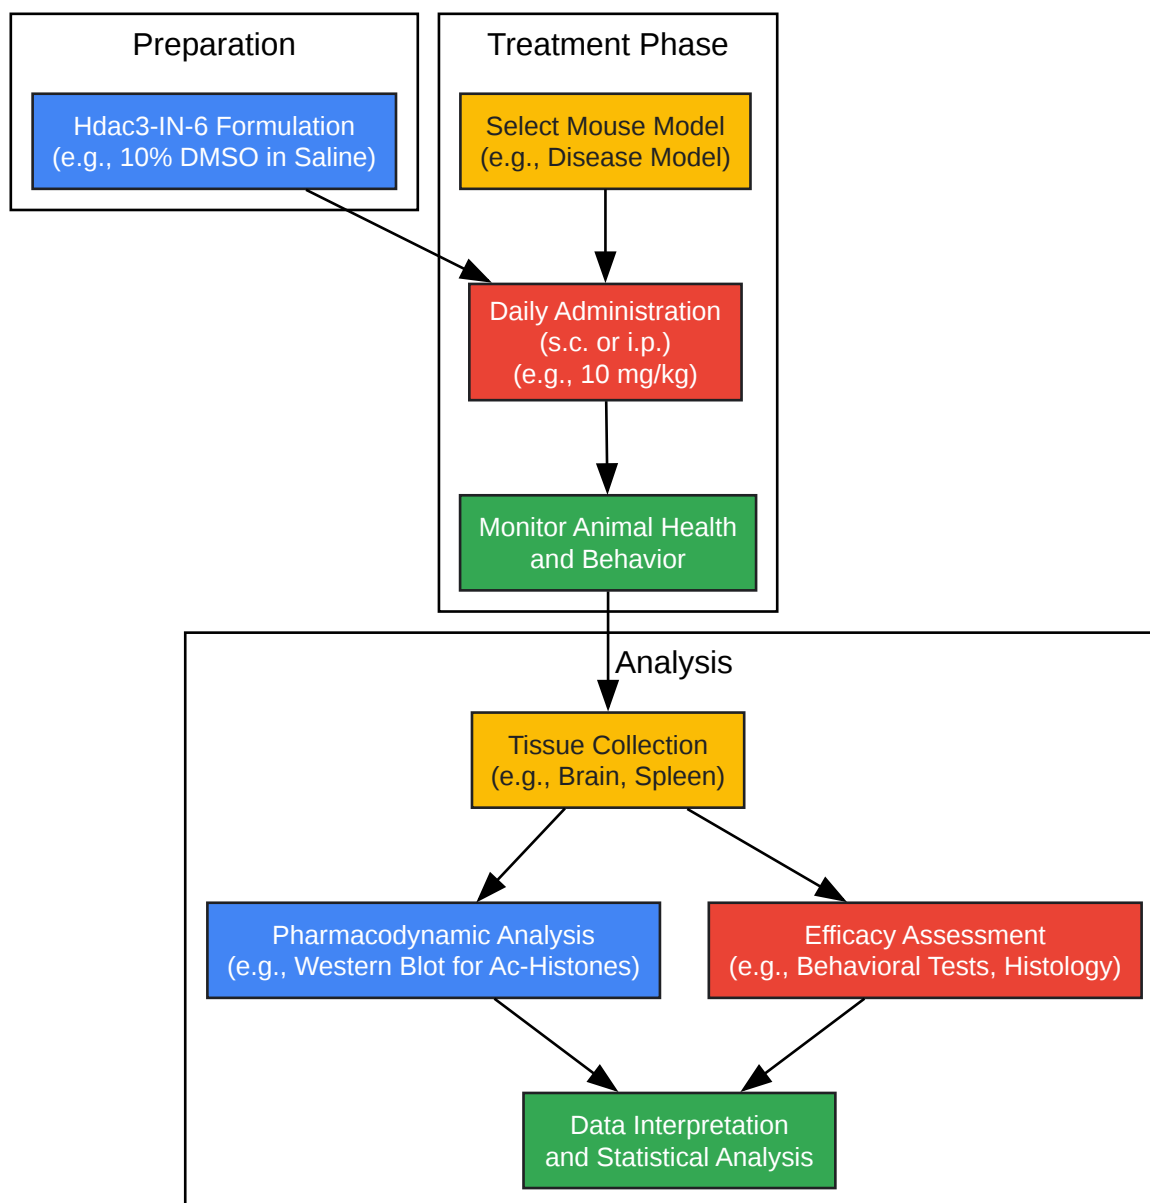 Preparation
Hdac3-IN-6 Formulation
(e.g., 10% DMSO in Saline)
Treatment Phase
Select Mouse Model
(e.g., Disease Model)
Daily Administration
(s.c. or i.p.)
(e.g., 10 mg/kg)
Monitor Animal Health
and Behavior
Analysis
Tissue Collection
(e.g., Brain, Spleen)
Pharmacodynamic Analysis
(e.g., Western Blot for Ac-Histones)
Efficacy Assessment
(e.g., Behavioral Tests, Histology)
Data Interpretation
and Statistical Analysis